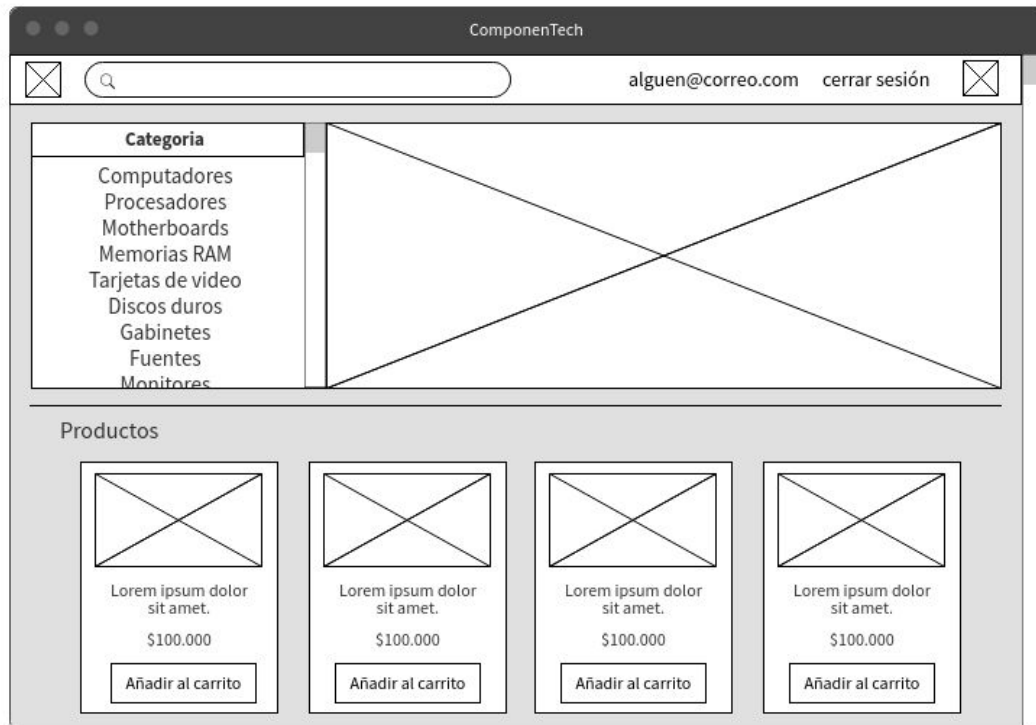 ComponenTech
alguen@correo.com cerrar sesión
Categoria
Computadores
Procesadores
Motherboards
Memorias RAM
Tarjetas de video
Discos duros
Gabinetes
Fuentes
Monitores
Productos
Lorem ipsum dolor
sit amet.
$100.000
Añadir al carrito
Lorem ipsum dolor
sit amet.
$100.000
Añadir al carrito
Lorem ipsum dolor
sit amet.
$100.000
Añadir al carrito
Lorem ipsum dolor
sit amet.
$100.000
Añadir al carrito